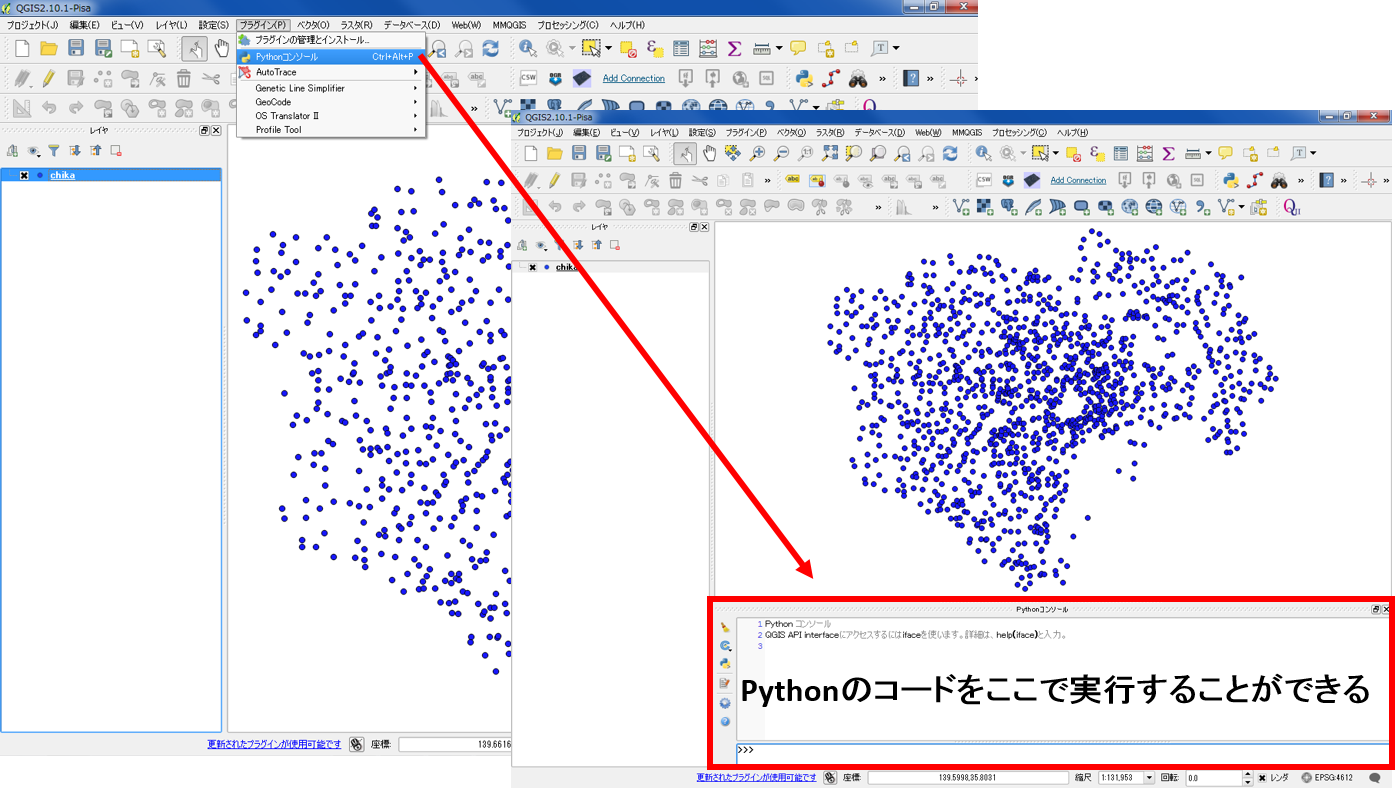 QGIS2.10.1-Pisa
プロジェクト(J) 編集(E) ビュー(V) レイヤ(L) 設定(S) プラグイン(P) ベクタ(O) ラスタ(R) データベース(D) Web(W) MMQGIS プロセッシング(C) ヘルプ(H)
プラグインの管理とインストール...
Pythonコンソール Ctrl+Alt+P
AutoTrace
Genetic Line Simplifier
GeoCode
OS Translator II
Profile Tool
CSW Add Connection
レイヤ
chika
更新されたプラグインが使用可能です 座標: 139.6616
QGIS2.10.1-Pisa
プロジェクト(J) 編集(E) ビュー(V) レイヤ(L) 設定(S) プラグイン(P) ベクタ(O) ラスタ(R) データベース(D) Web(W) MMQGIS プロセッシング(C) ヘルプ(H)
abc CSW Add Connection
レイヤ
chika
Pythonコンソール
1 Python コンソール
2 QGIS API interfaceにアクセスするにはifaceを使います。詳細は、help(iface)と入力。
3
Pythonのコードをここで実行することができる
>>>
更新されたプラグインが使用可能です 座標: 139.5998,35.8031 縮尺 1:131,953 回転: 0.0 レンダ EPSG:4612